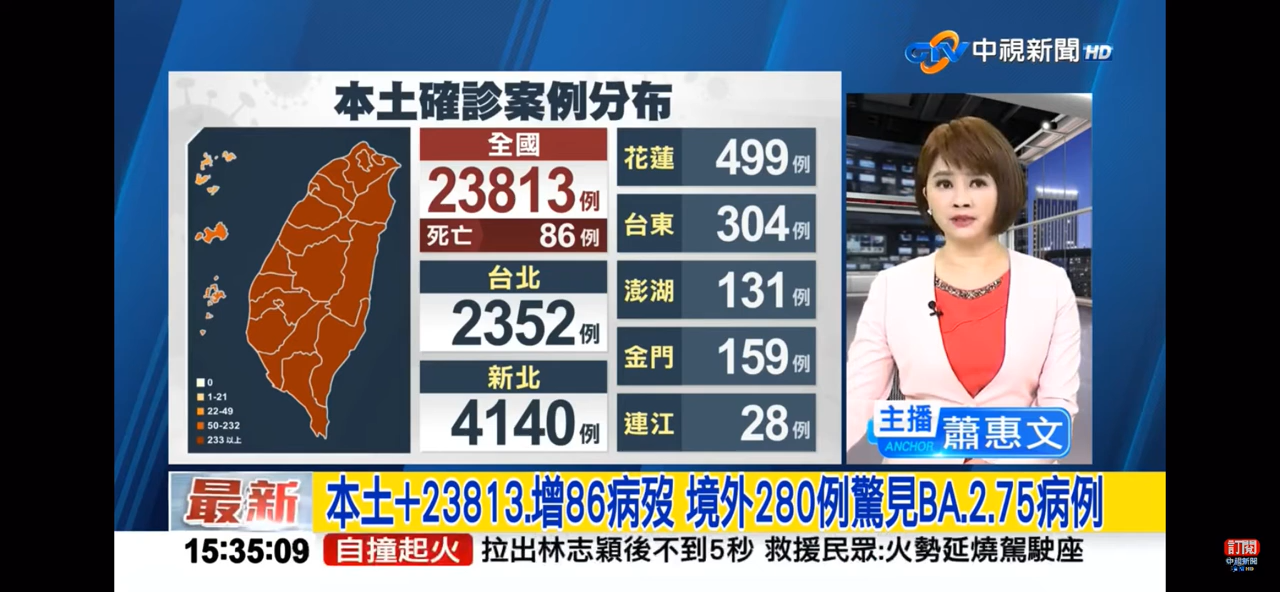 CTV 中視新聞 HD
本土確診案例分布
全國
23813例
死亡 86例
台北
2352例
新北
4140例
花蓮 499例
台東 304例
澎湖 131例
金門 159例
連江 28例
0
1-21
22-49
50-232
233 以上
主播
ANCHOR
蕭惠文
最新
本土+23813.增86病歿 境外280例驚見BA.2.75病例
15:35:09
自撞起火
拉出林志穎後不到5秒 救援民眾:火勢延燒駕駛座
訂閱
中視新聞
HD